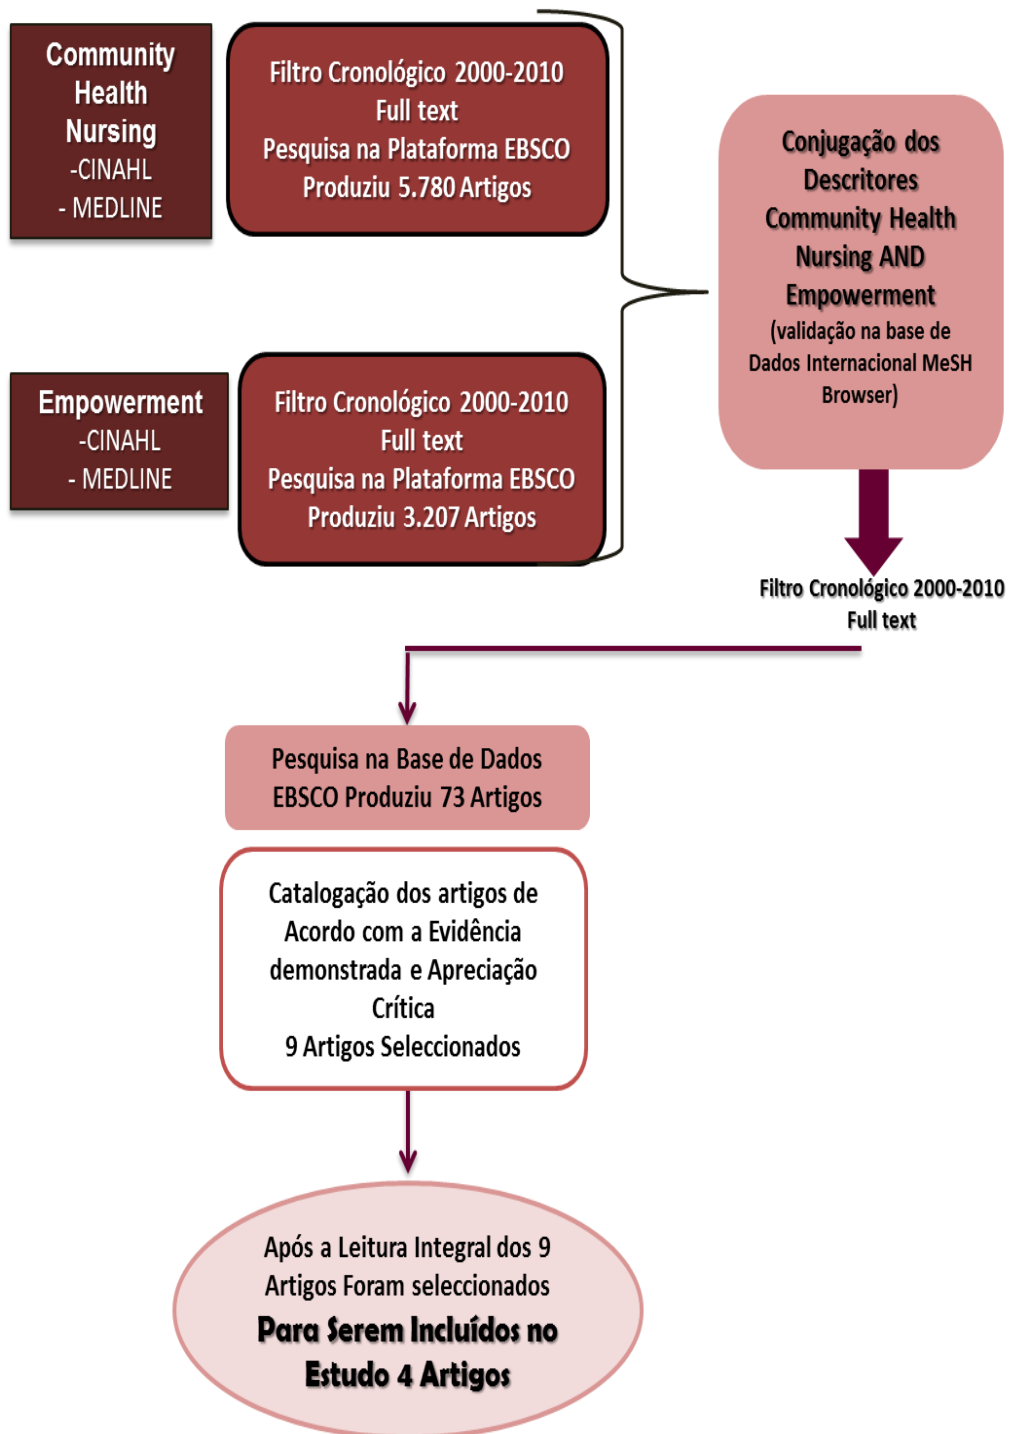 Community
Health
Nursing
-CINAHL
- MEDLINE
Filtro Cronológico 2000-2010
Full text
Pesquisa na Plataforma EBSCO
Produziu 5.780 Artigos
Empowerment
-CINAHL
- MEDLINE
Filtro Cronológico 2000-2010
Full text
Pesquisa na Plataforma EBSCO
Produziu 3.207 Artigos
Conjugação dos
Descritores
Community Health
Nursing AND
Empowerment
(validação na base de
Dados Internacional MeSH
Browser)
Filtro Cronológico 2000-2010
Full text
Pesquisa na Base de Dados
EBSCO Produziu 73 Artigos
Catalogação dos artigos de
Acordo com a Evidência
demonstrada e Apreciação
Crítica
9 Artigos Seleccionados
Após a Leitura Integral dos 9
Artigos Foram seleccionados
Para Serem Incluídos no
Estudo 4 Artigos